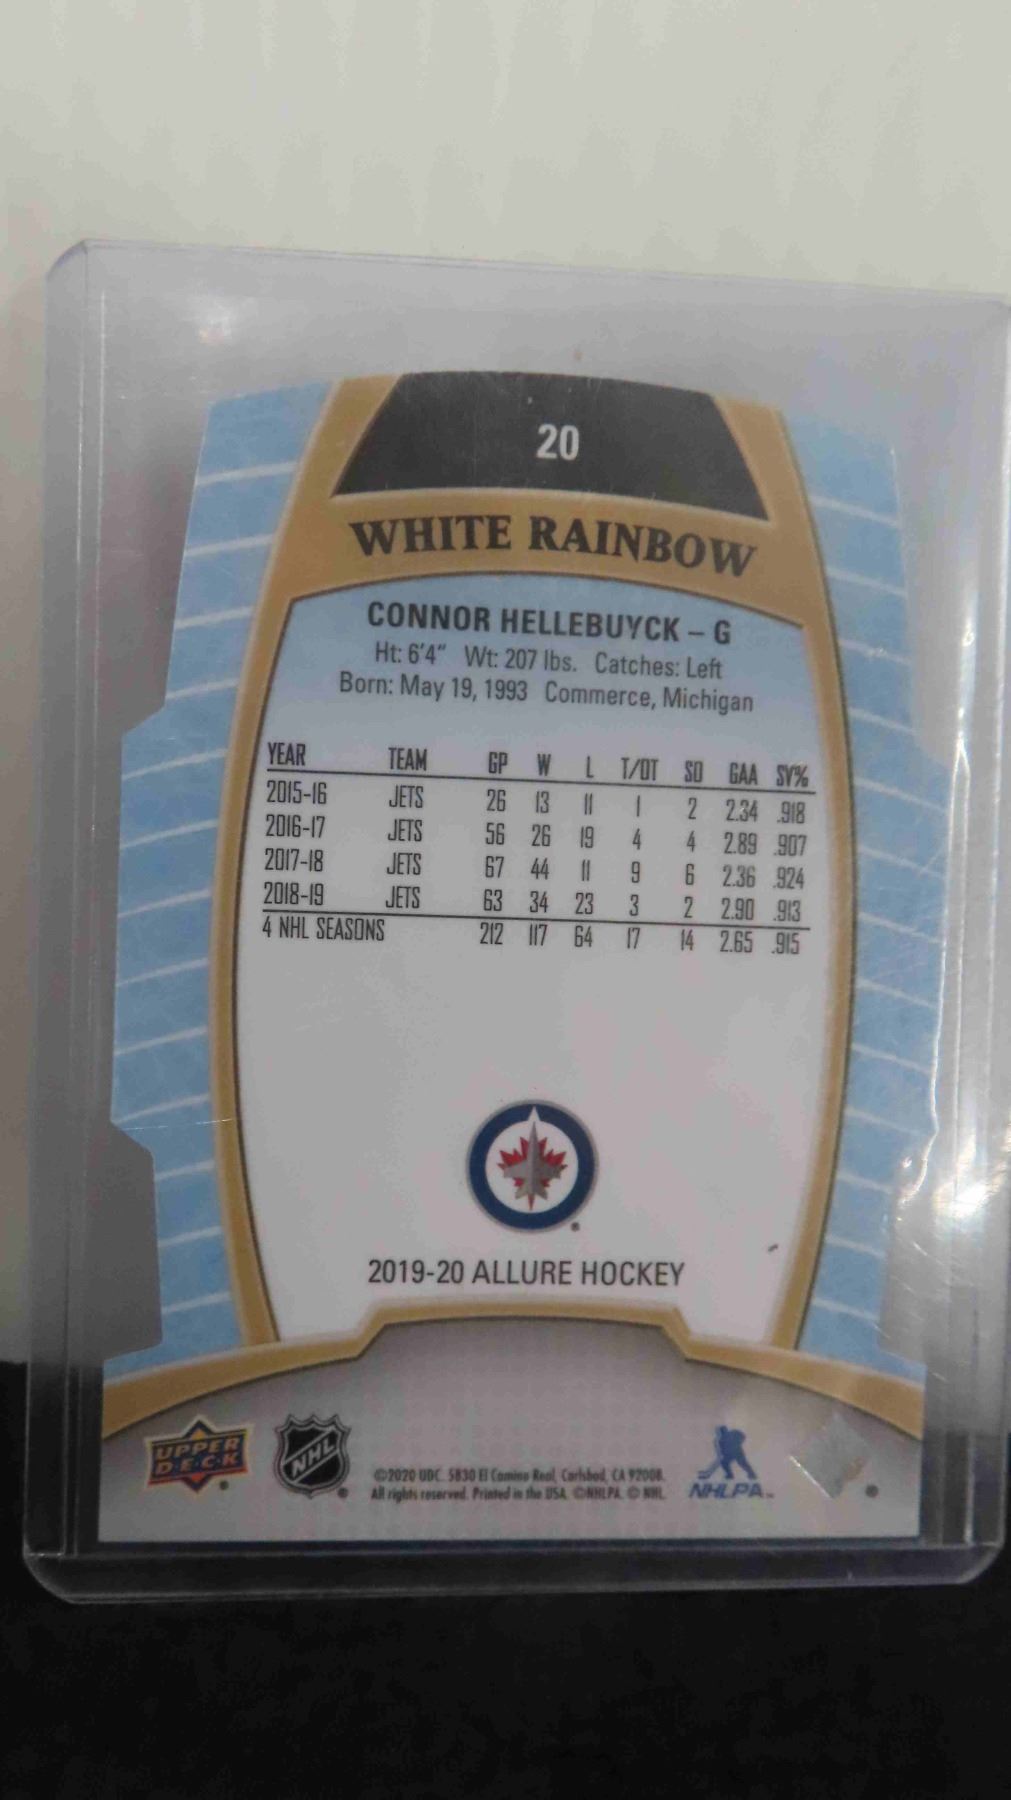 20
WHITE RAINBOW
CONNOR HELLEBUYCK – G
Ht: 6'4" Wt: 207 lbs. Catches: Left
Born: May 19, 1993 Commerce, Michigan
YEAR TEAM GP W L T/OT SO GAA SV%
2015-16 JETS 26 13 11 1 2 2.34 .918
2016-17 JETS 56 26 19 4 4 2.89 .907
2017-18 JETS 67 44 11 9 6 2.36 .924
2018-19 JETS 63 34 23 3 2 2.90 .913
4 NHL SEASONS 212 117 64 17 14 2.65 .915
2019-20 ALLURE HOCKEY
UPPER
D·E·C·K
NHL
©2020 UDC. 5830 El Camino Real, Carlsbad, CA 92008.
All rights reserved. Printed in the USA. ©NHLPA. © NHL.
NHLPA™